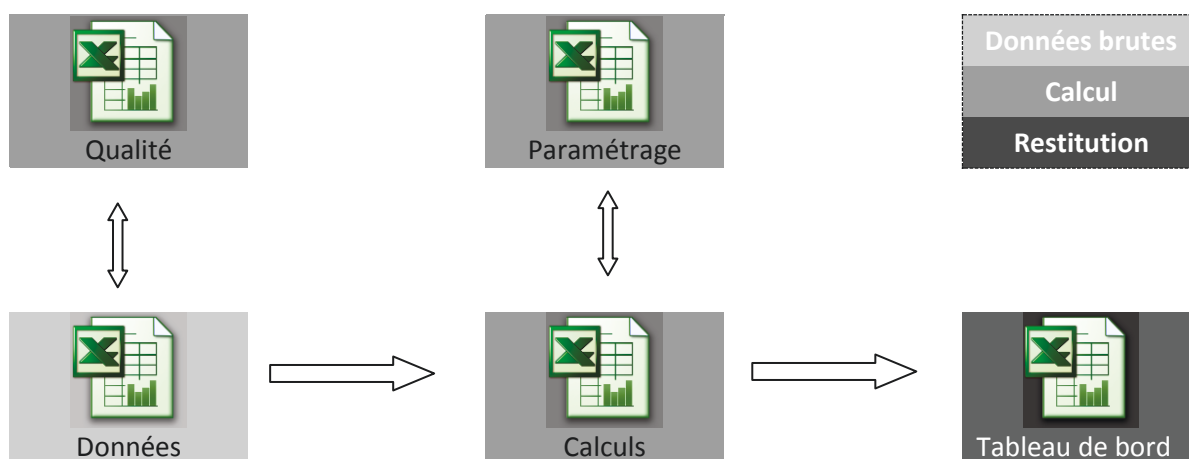 Qualité
Paramétrage
Données brutes
Calcul
Restitution
Données
Calculs
Tableau de bord